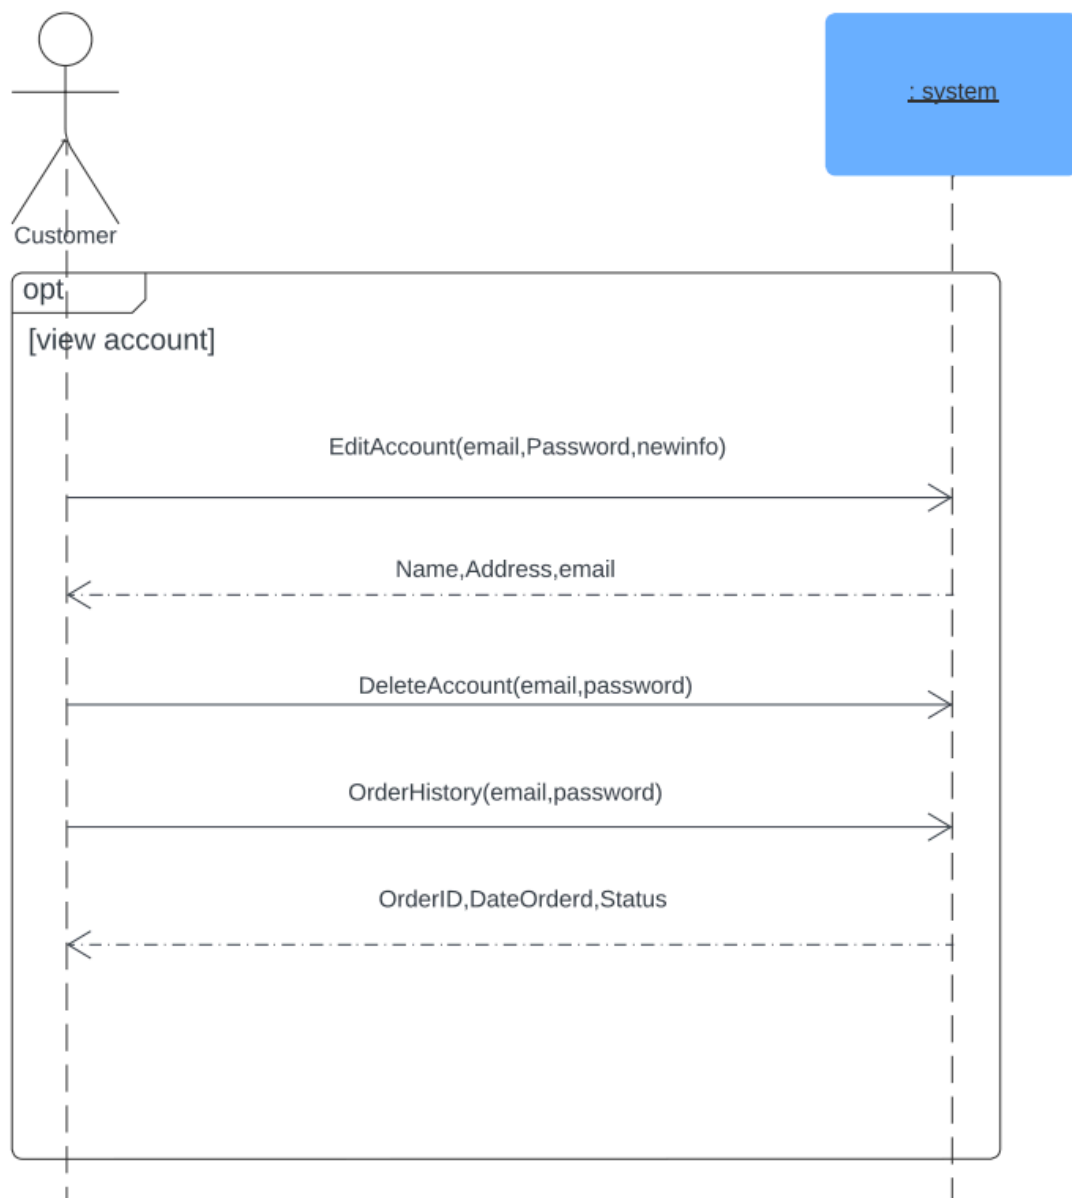 : system
Customer
opt
[view account]
EditAccount(email,Password,newinfo)
Name,Address,email
DeleteAccount(email,password)
OrderHistory(email,password)
OrderID,DateOrderd,Status